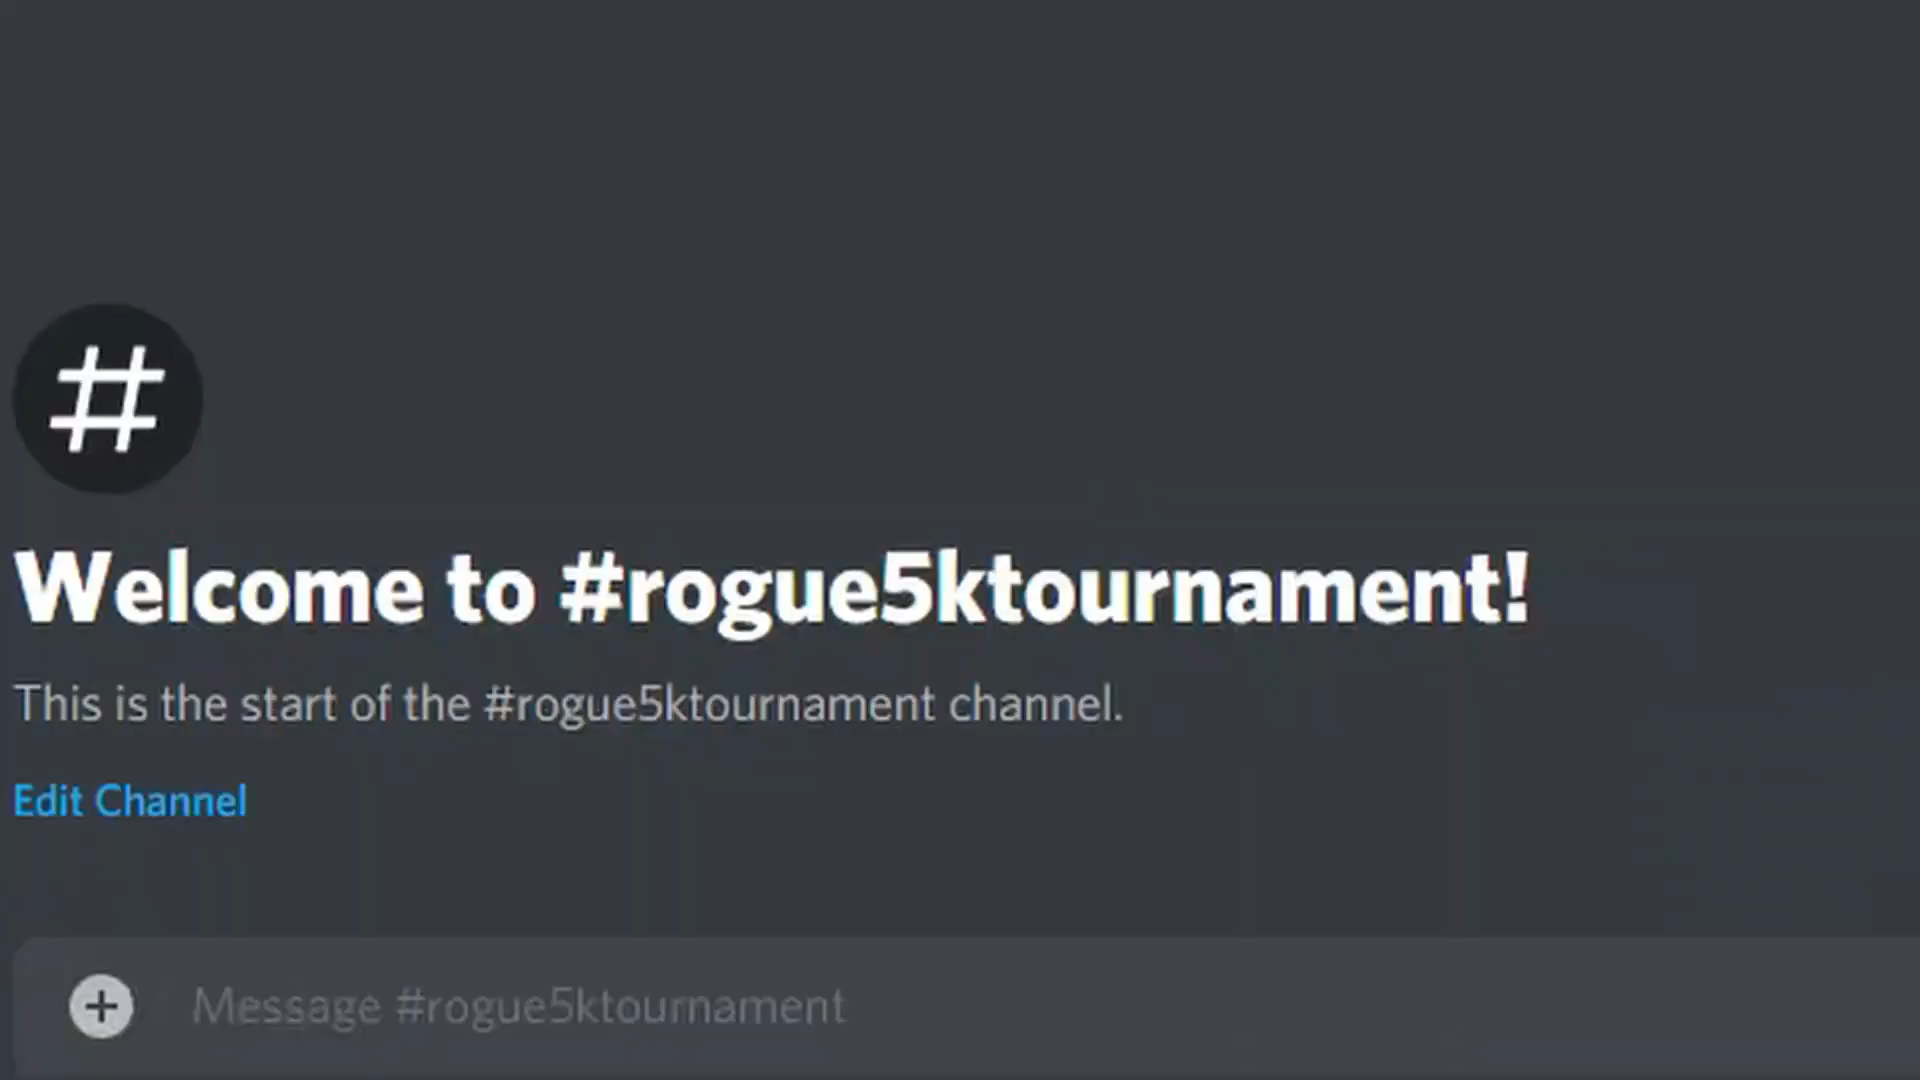 #
Welcome to #rogue5ktournament!
This is the start of the #rogue5ktournament channel.
Edit Channel
Message #rogue5ktournament